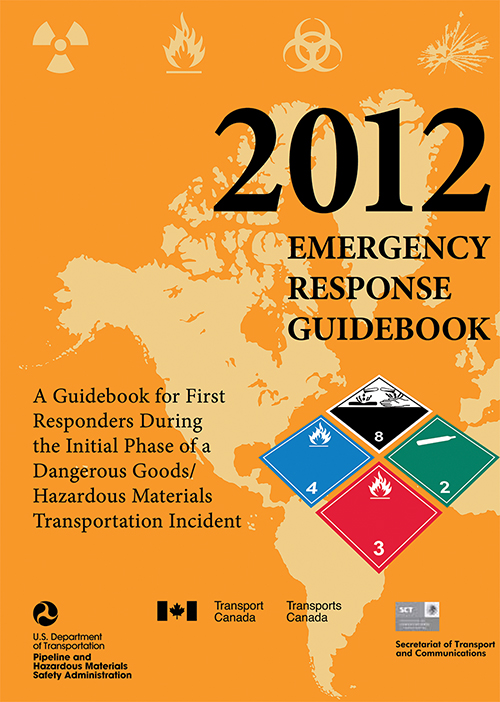 2012
EMERGENCY
RESPONSE
GUIDEBOOK
A Guidebook for First
Responders During
the Initial Phase of a
Dangerous Goods/
Hazardous Materials
Transportation Incident
8
4
2
3
U.S. Department
of Transportation
Pipeline and
Hazardous Materials
Safety Administration
Transport
Canada
Transports
Canada
SCT
Secretariat of Transport
and Communications